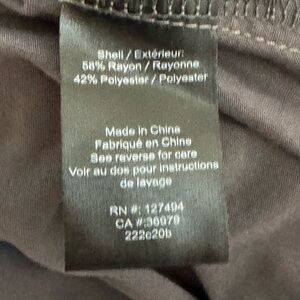 Shell / Extérieur:
58% Rayon / Rayonne
42% Polyester / Polyester
Made in China
Fabriqué en Chine
See reverse for care
Voir au dos pour instructions
de lavage
RN #: 127494
CA #:36979
222c20b